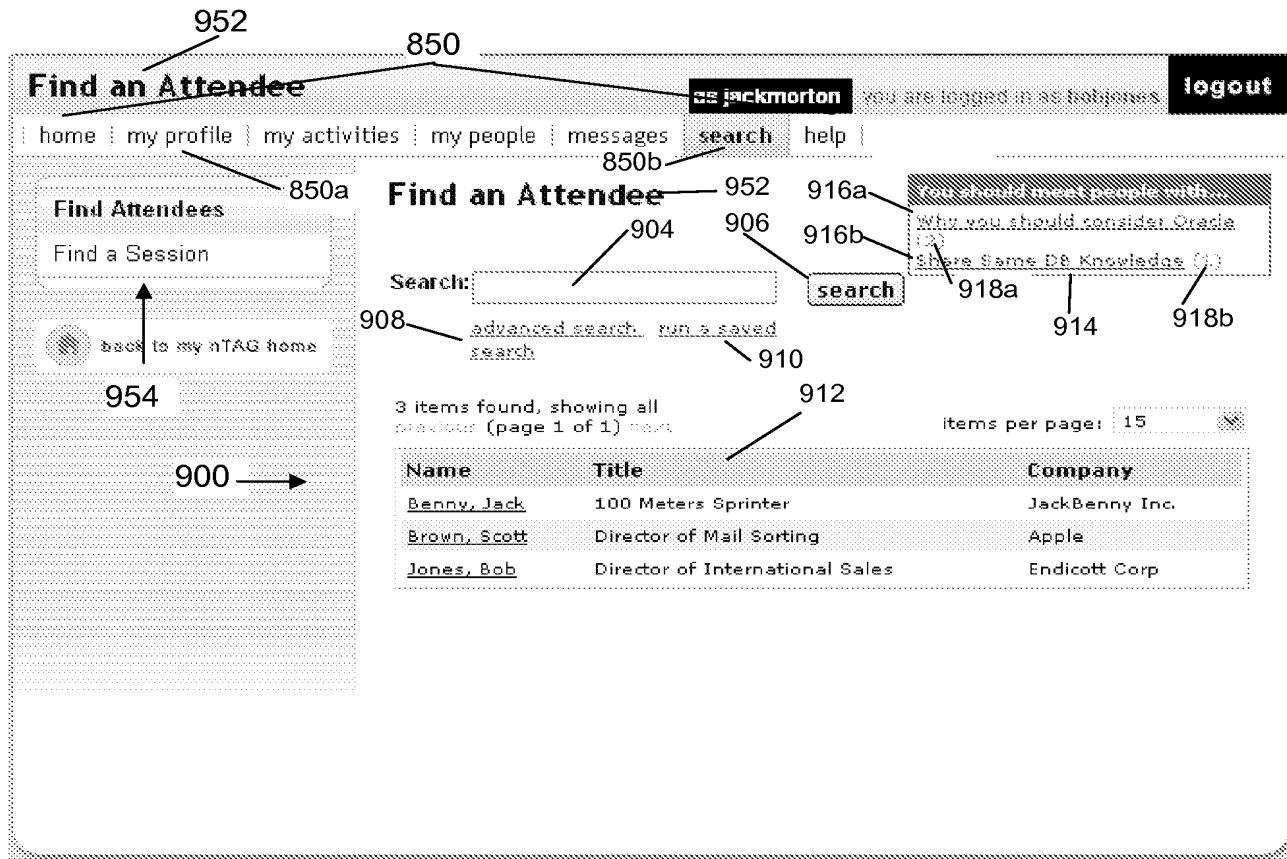 952
850
Find an Attendee
as jackmorton you are logged in as bobjones logout
home my profile my activities my people messages search help
850b
850a
Find Attendees
Find a Session
back to my nTAG home
954
900
Find an Attendee
952
904
906
916a
916b
You should meet people with...
Why you should consider Oracle
Share Same DB Knowledge (1)
918a
914
918b
Search:
search
908
advanced search run a saved
search
910
912
3 items found, showing all
previous (page 1 of 1) next
items per page: 15
Name Title Company
Benny, Jack 100 Meters Sprinter JackBenny Inc.
Brown, Scott Director of Mail Sorting Apple
Jones, Bob Director of International Sales Endicott Corp